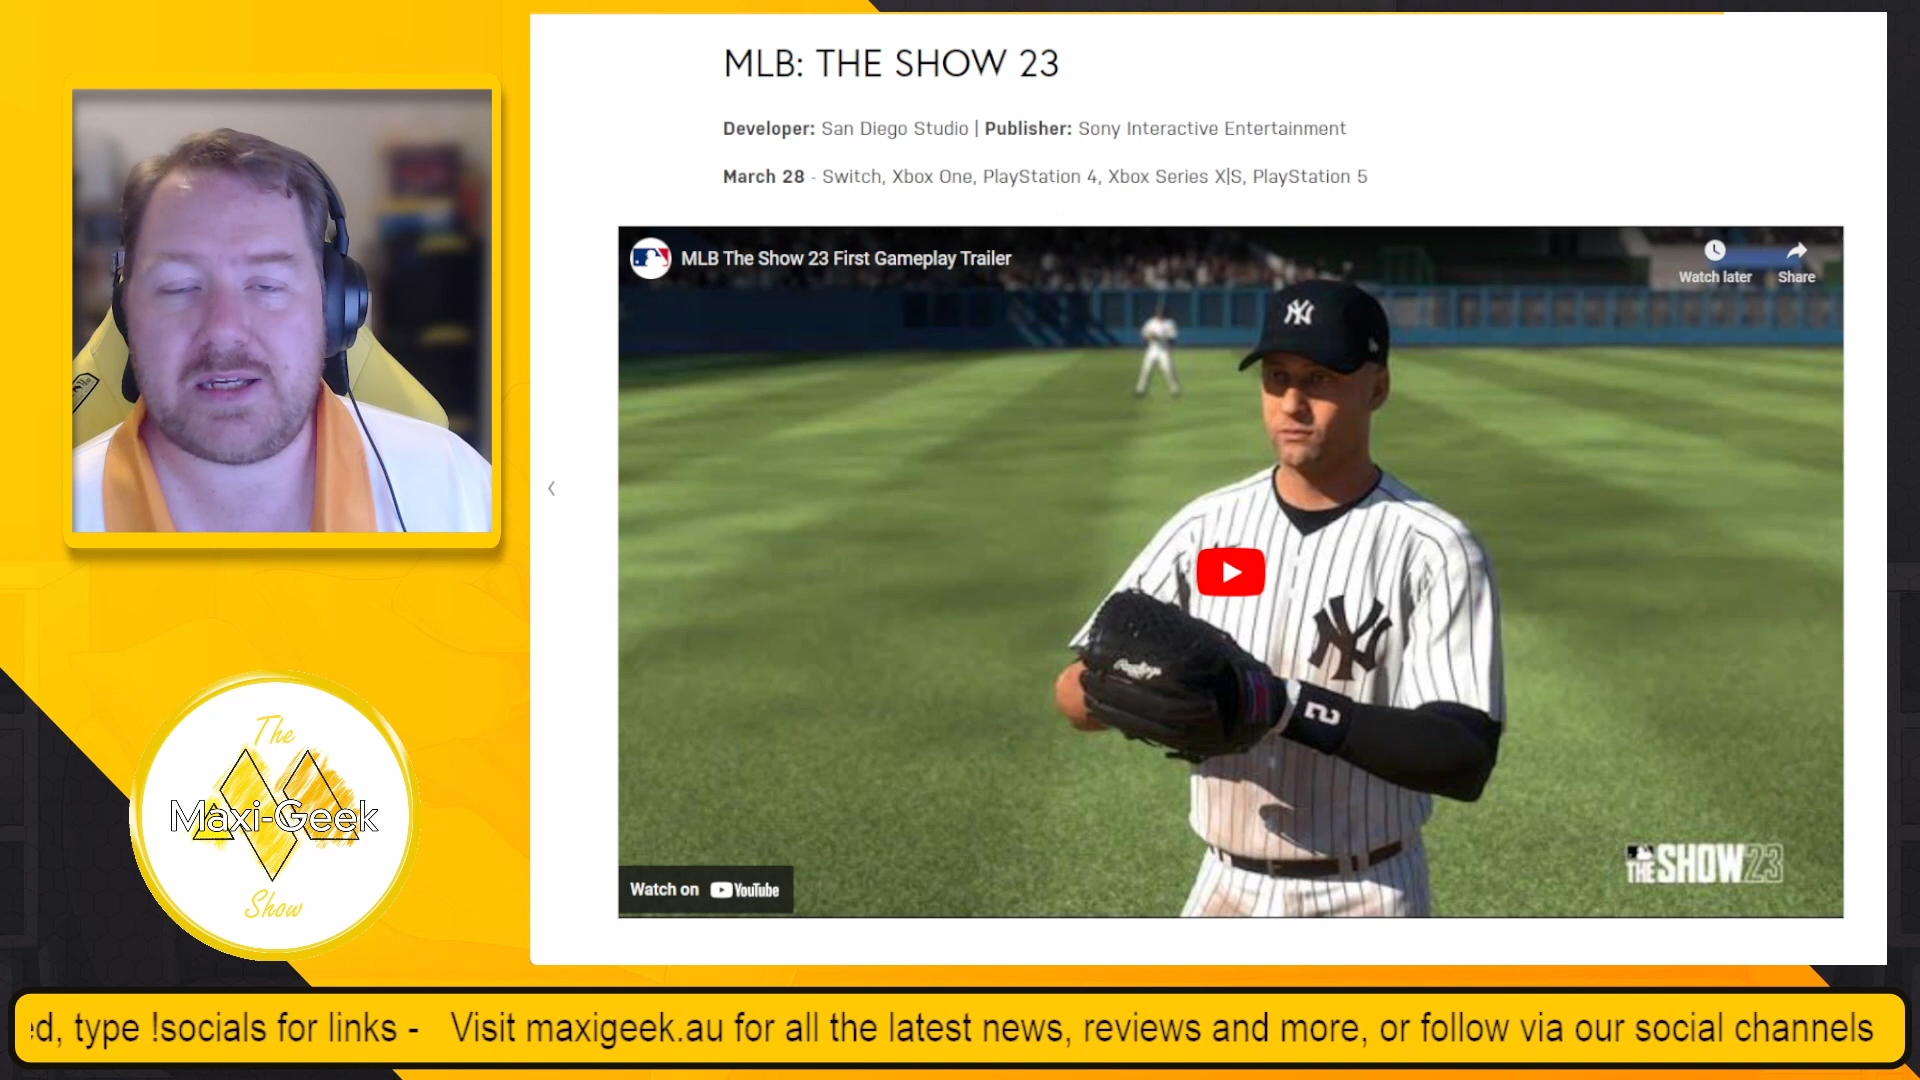 MLB: THE SHOW 23
Developer: San Diego Studio | Publisher: Sony Interactive Entertainment
March 28 - Switch, Xbox One, PlayStation 4, Xbox Series X|S, PlayStation 5
MLB The Show 23 First Gameplay Trailer
Watch later
Share
NY
NY
Rawlings
2
THE SHOW 23
Watch on YouTube
The
Maxi-Geek
Show
ed, type !socials for links - Visit maxigeek.au for all the latest news, reviews and more, or follow via our social channels